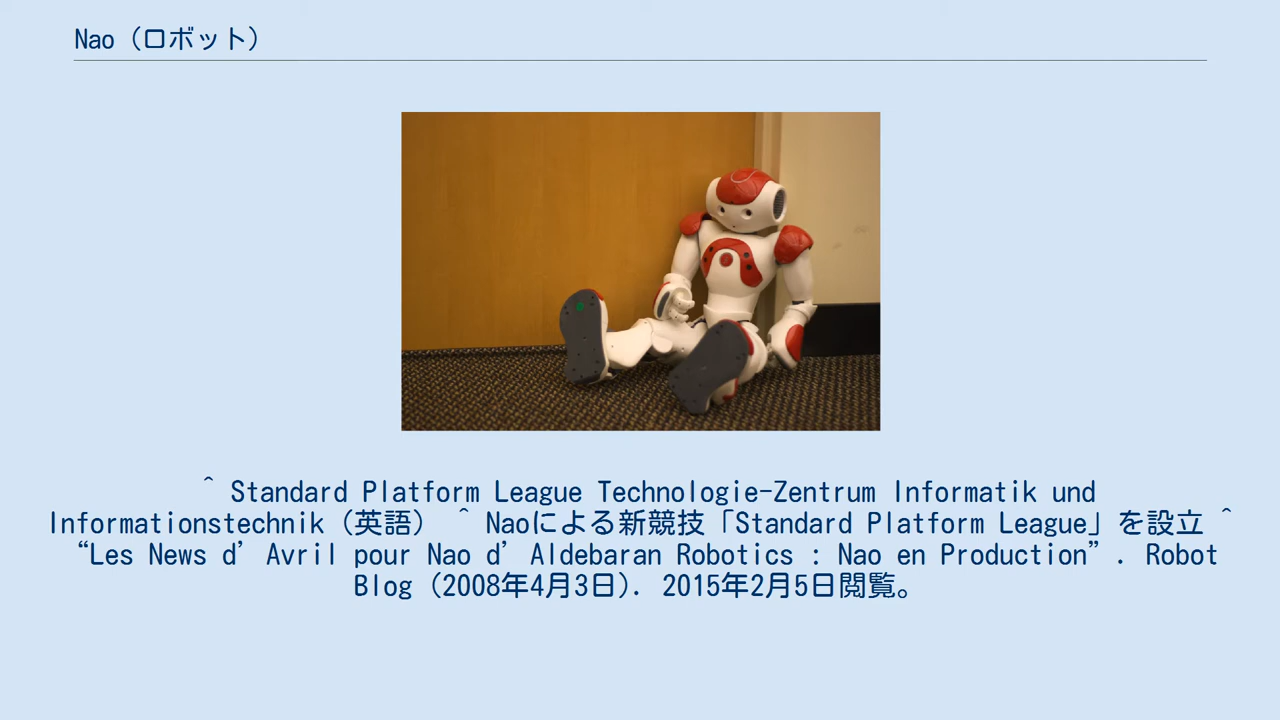 Nao（ロボット）
^ Standard Platform League Technologie-Zentrum Informatik und
Informationstechnik（英語） ^ Naoによる新競技「Standard Platform League」を設立 ^
“Les News d’Avril pour Nao d’Aldebaran Robotics : Nao en Production”. Robot
Blog (2008年4月3日). 2015年2月5日閲覧。